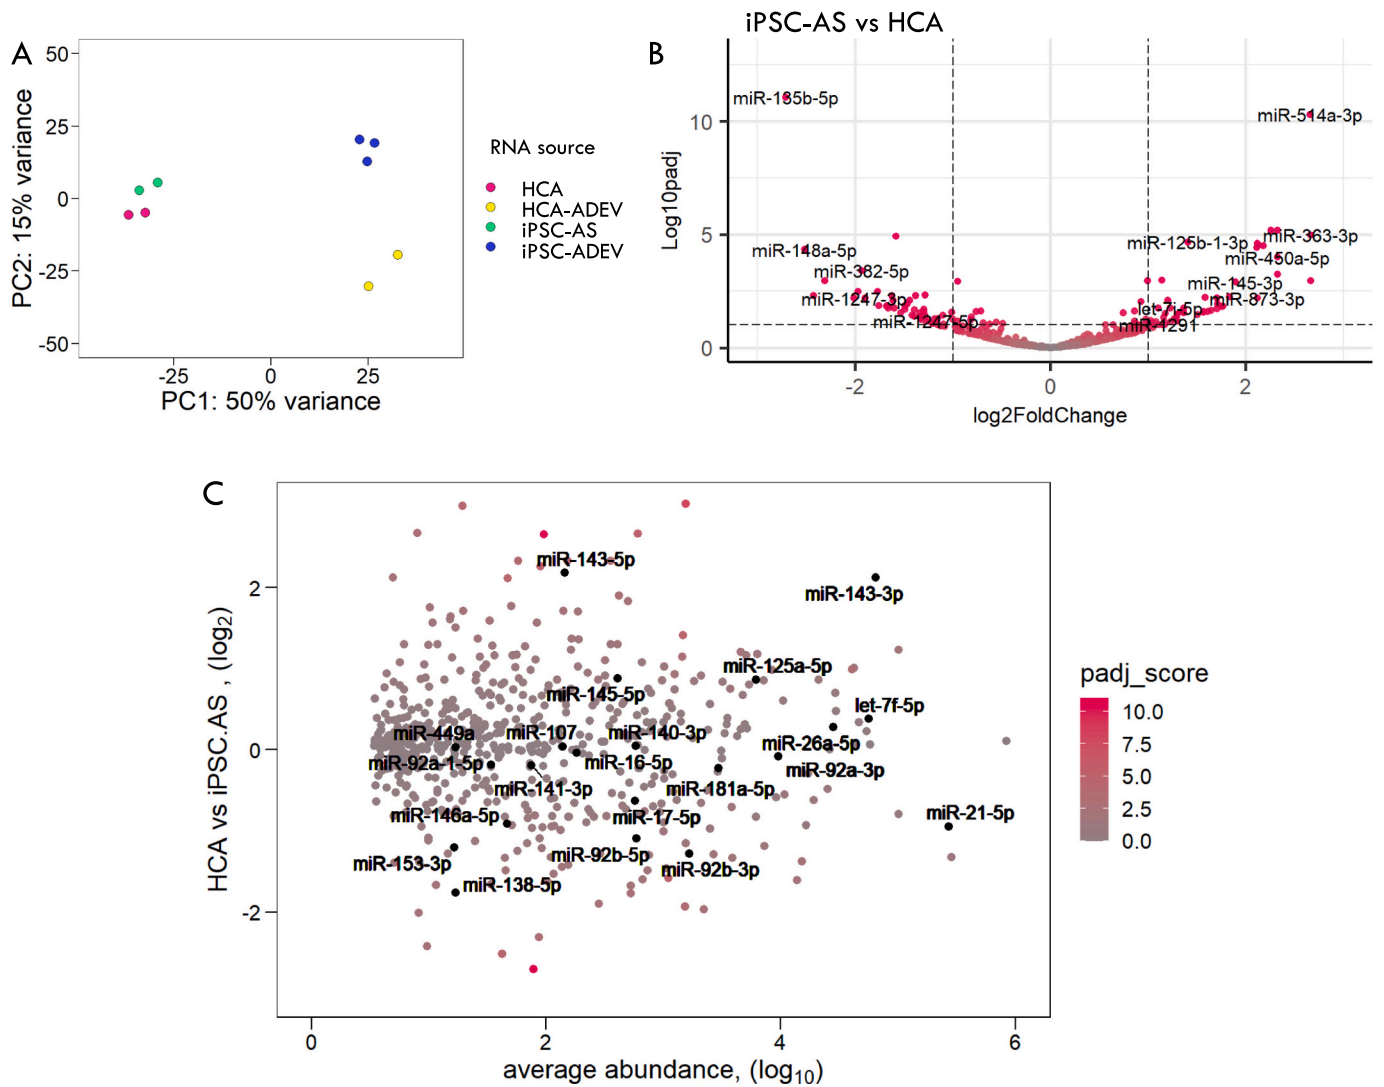 iPSC-AS vs HCA
A
50
25
0
-25
-50
PC2: 15% variance
-25
0
25
PC1: 50% variance
RNA source
HCA
HCA-ADEV
iPSC-AS
iPSC-ADEV
B
Log10padj
10
5
0
-2
0
2
log2FoldChange
miR-135b-5p
miR-514a-3p
miR-148a-5p
miR-125b-1-3p
miR-363-3p
miR-450a-5p
miR-382-5p
miR-145-3p
miR-1247-3p
miR-873-3p
let-7i-5p
miR-1247-5p
miR-1291
C
HCA vs iPSC.AS , (log2)
2
0
-2
0
2
4
6
average abundance, (log10)
miR-143-5p
miR-143-3p
miR-125a-5p
miR-145-5p
let-7f-5p
miR-449a
miR-107
miR-140-3p
miR-26a-5p
miR-92a-1-5p
miR-16-5p
miR-92a-3p
miR-141-3p
miR-181a-5p
miR-146a-5p
miR-17-5p
miR-21-5p
miR-153-3p
miR-92b-5p
miR-92b-3p
miR-138-5p
padj_score
10.0
7.5
5.0
2.5
0.0